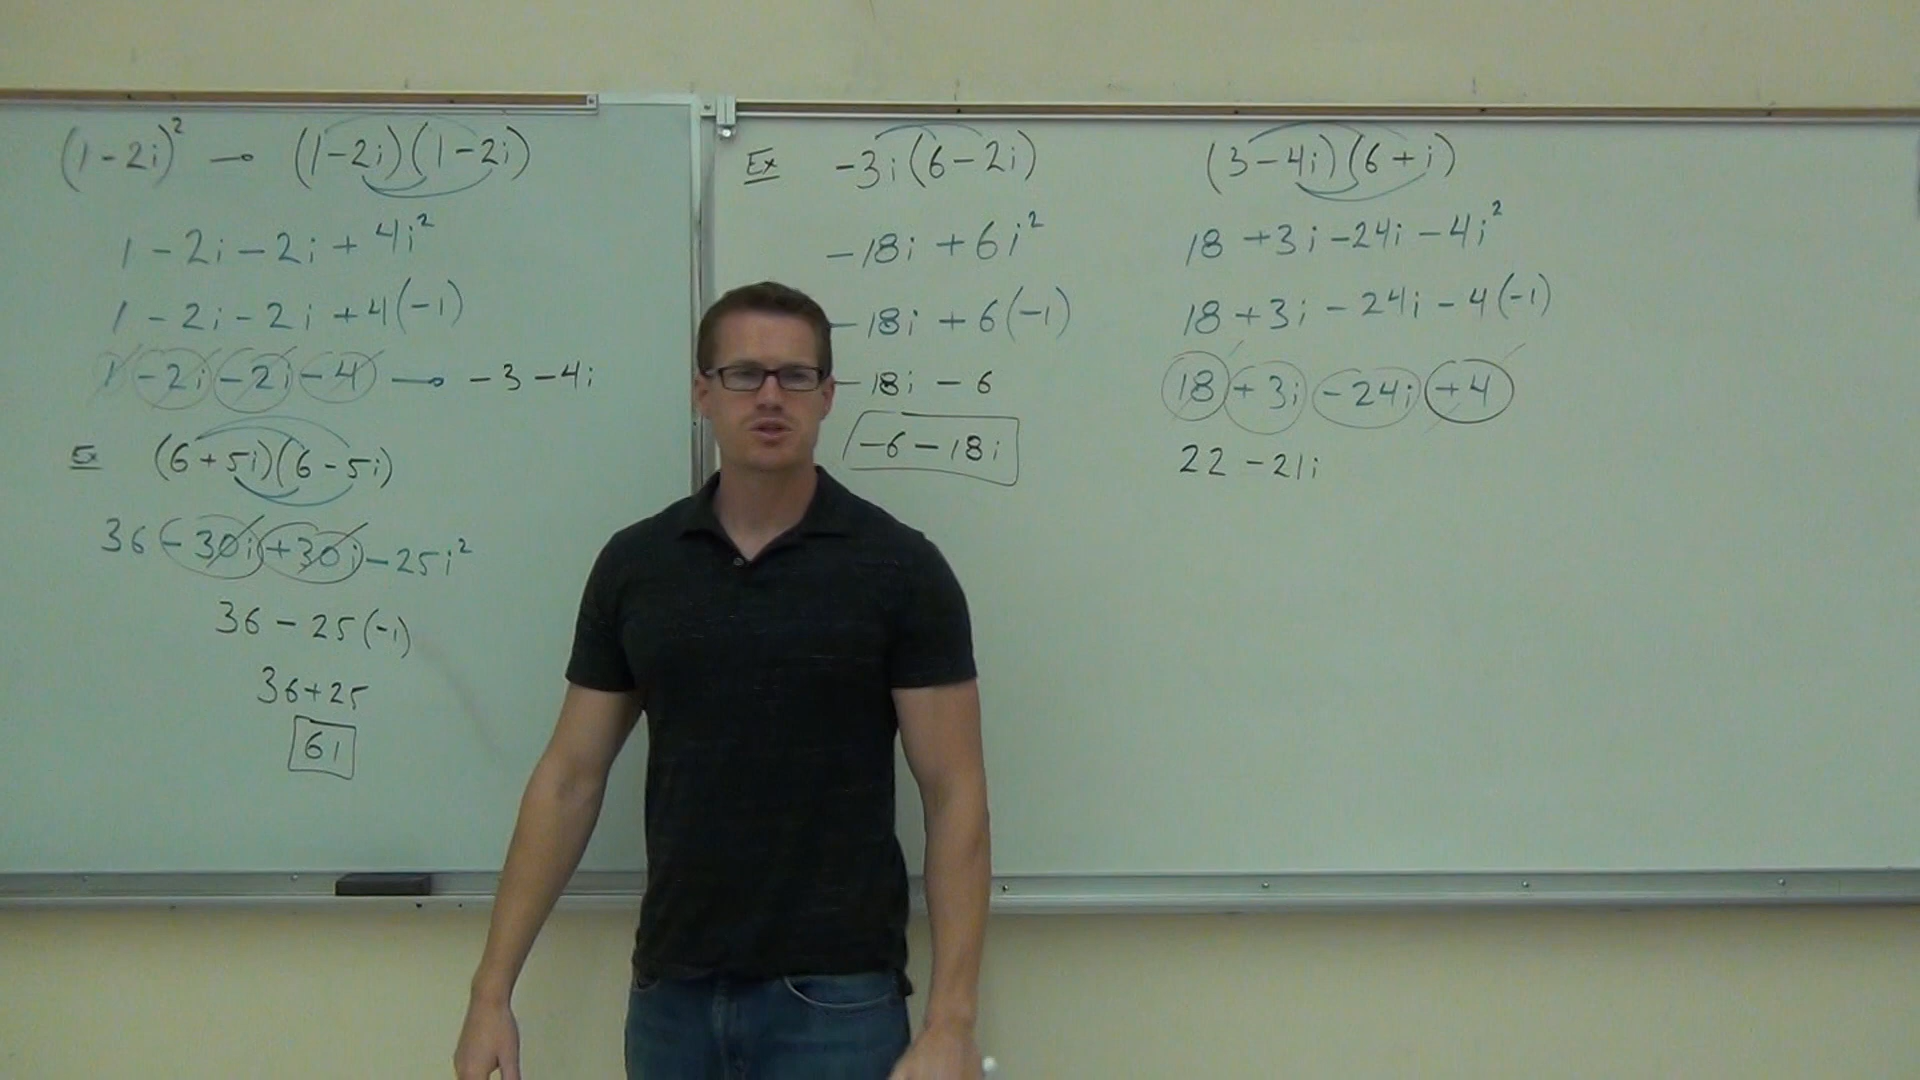 (1-2i)² → (1-2i)(1-2i)
1 - 2i - 2i + 4i²
1 - 2i - 2i + 4(-1)
1 - 2i - 2i - 4 → -3 - 4i
Ex (6+5i)(6-5i)
36 - 30i + 30i - 25i²
36 - 25(-1)
36+25
61
Ex -3i(6-2i)
-18i + 6i²
-18i + 6(-1)
-18i - 6
-6 - 18i
(3-4i)(6+i)
18 + 3i - 24i - 4i²
18 + 3i - 24i - 4(-1)
18 + 3i - 24i + 4
22 - 21i